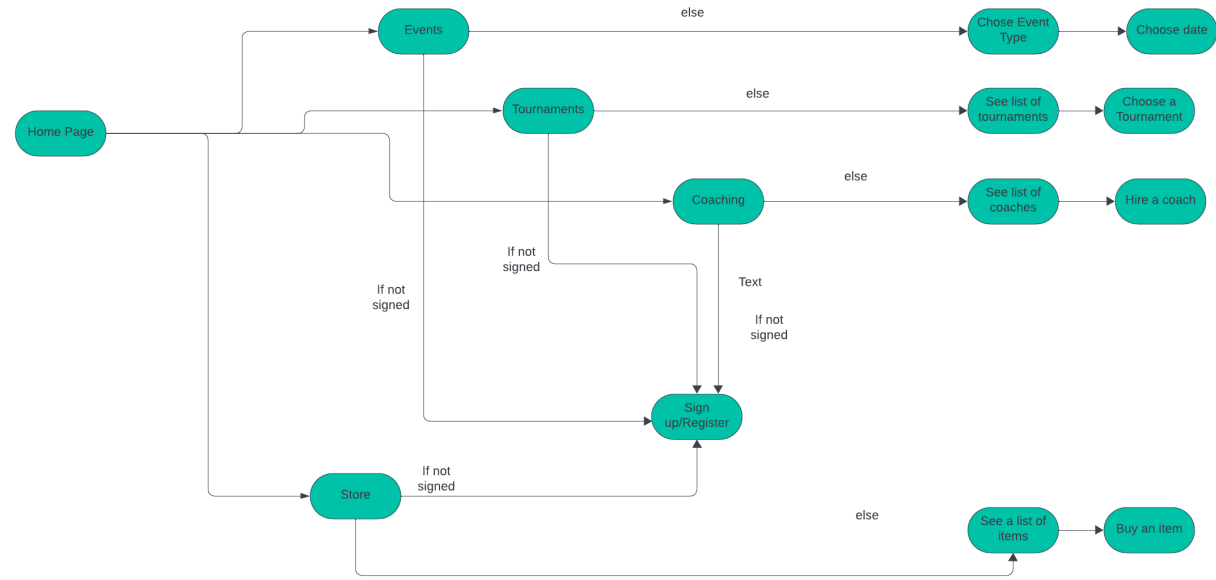 Events
else
Chose Event
Type
Choose date
Home Page
Tournaments
else
See list of
tournaments
Choose a
Tournament
Coaching
else
See list of
coaches
Hire a coach
If not
signed
If not
signed
Text
If not
signed
Sign
up/Register
Store
If not
signed
else
See a list of
items
Buy an item